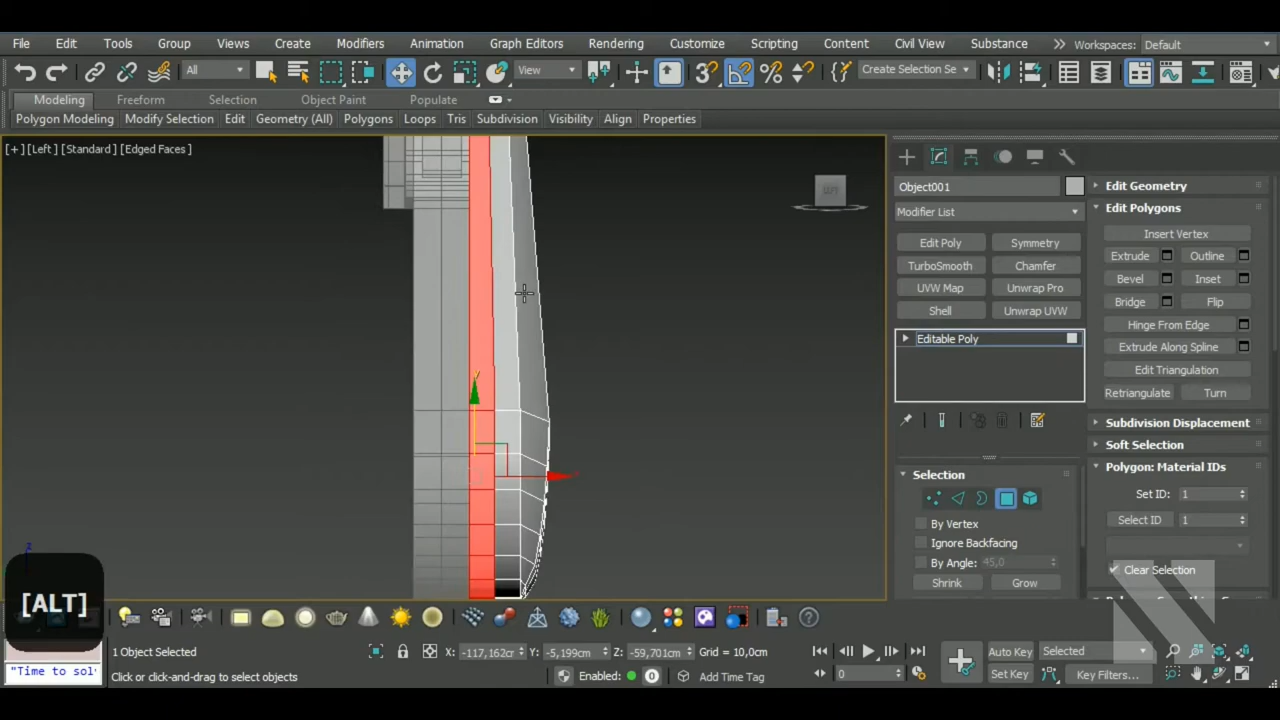 File Edit Tools Group Views Create Modifiers Animation Graph Editors Rendering Customize Scripting Content Civil View Substance Workspaces: Default
All View Create Selection Se
Modeling Freeform Selection Object Paint Populate
Polygon Modeling Modify Selection Edit Geometry (All) Polygons Loops Tris Subdivision Visibility Align Properties
[+] [Left] [Standard] [Edged Faces]
Object001
Modifier List
Edit Poly Symmetry
TurboSmooth Chamfer
UVW Map Unwrap Pro
Shell Unwrap UVW
Editable Poly
Selection
By Vertex
Ignore Backfacing
By Angle: 45,0
Shrink Grow
Edit Geometry
Edit Polygons
Insert Vertex
Extrude Outline
Bevel Inset
Bridge Flip
Hinge From Edge
Extrude Along Spline
Edit Triangulation
Retriangulate Turn
Subdivision Displacement
Soft Selection
Polygon: Material IDs
Set ID: 1
Select ID 1
Clear Selection
[ALT]
1 Object Selected X: -117,162cm Y: -5,199cm Z: -59,701cm Grid = 10,0cm Auto Key Selected
"Time to sol Click or click-and-drag to select objects Enabled: 0 Add Time Tag 0 Set Key Key Filters...